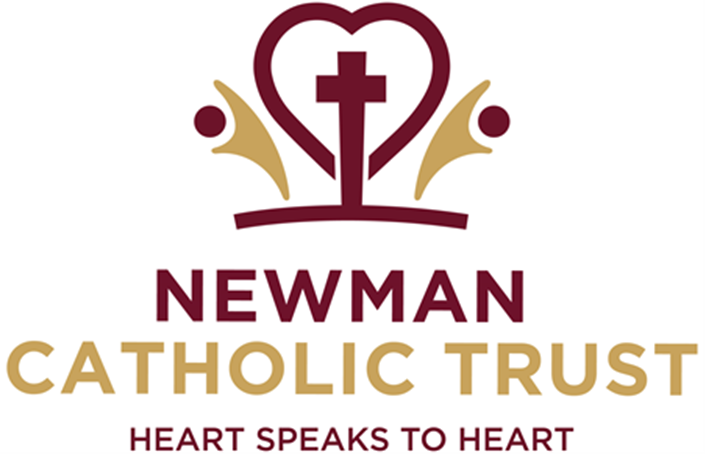 NEWMAN
CATHOLIC TRUST
HEART SPEAKS TO HEART